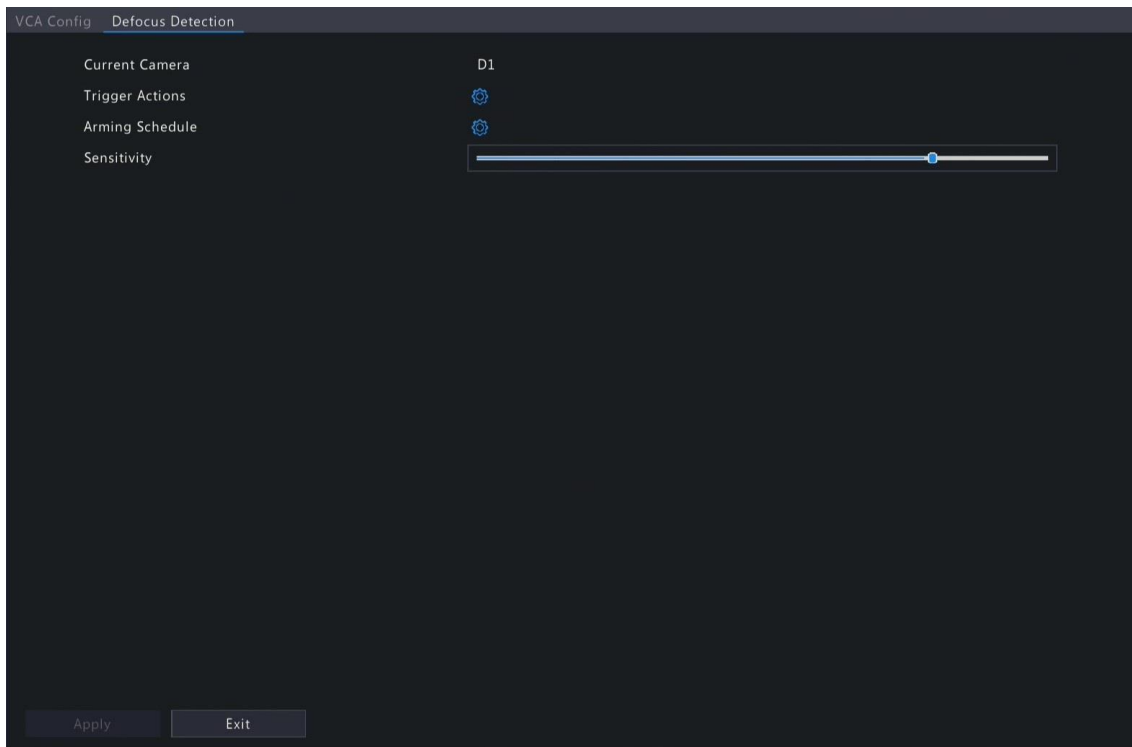 VCA Config Defocus Detection
Current Camera D1
Trigger Actions
Arming Schedule
Sensitivity
Apply Exit